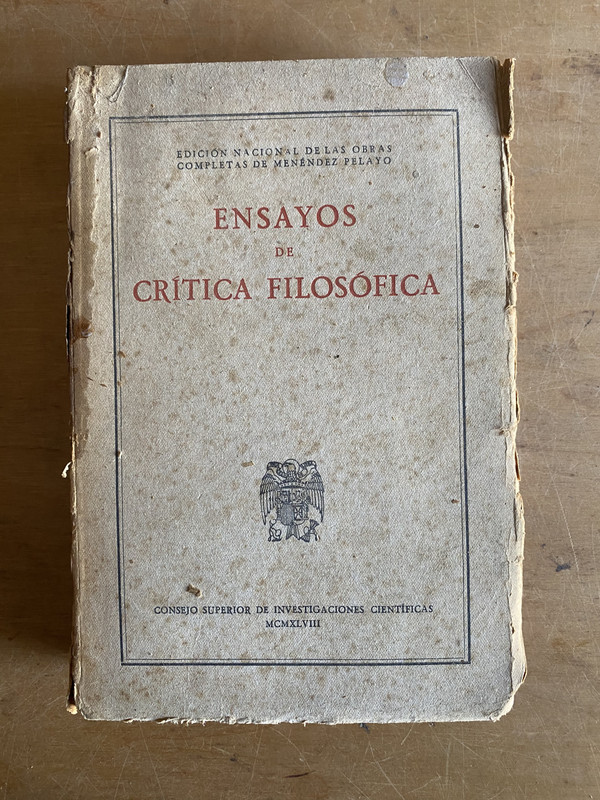 EDICIÓN NACIONAL DE LAS OBRAS
COMPLETAS DE MENÉNDEZ PELAYO
ENSAYOS
DE
CRÍTICA FILOSÓFICA
CONSEJO SUPERIOR DE INVESTIGACIONES CIENTÍFICAS
MCMXLVIII